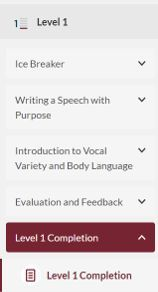 1
Level 1
Ice Breaker
Writing a Speech with
Purpose
Introduction to Vocal
Variety and Body Language
Evaluation and Feedback
Level 1 Completion
Level 1 Completion